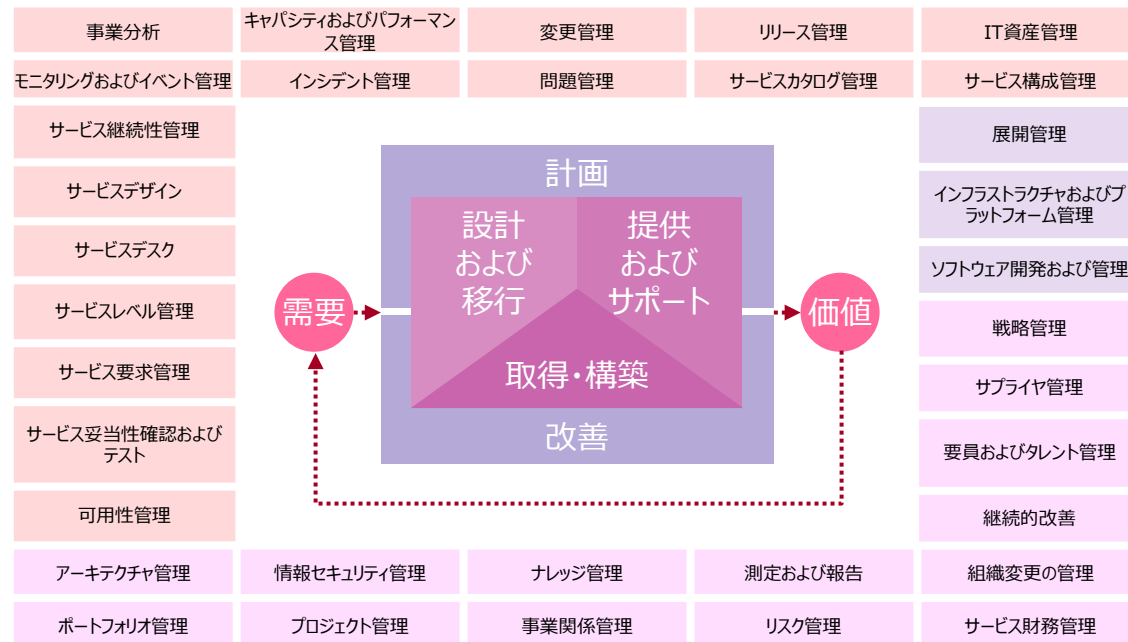 事業分析
キャパシティおよびパフォーマン
ス管理
変更管理
リリース管理
IT資産管理
モニタリングおよびイベント管理
インシデント管理
問題管理
サービスカタログ管理
サービス構成管理
サービス継続性管理
サービスデザイン
サービスデスク
サービスレベル管理
サービス要求管理
サービス妥当性確認および
テスト
可用性管理
計画
設計
および
移行
提供
および
サポート
需要
価値
取得・構築
改善
展開管理
インフラストラクチャおよびプ
ラットフォーム管理
ソフトウェア開発および管理
戦略管理
サプライヤ管理
要員およびタレント管理
継続的改善
アーキテクチャ管理
情報セキュリティ管理
ナレッジ管理
測定および報告
組織変更の管理
ポートフォリオ管理
プロジェクト管理
事業関係管理
リスク管理
サービス財務管理